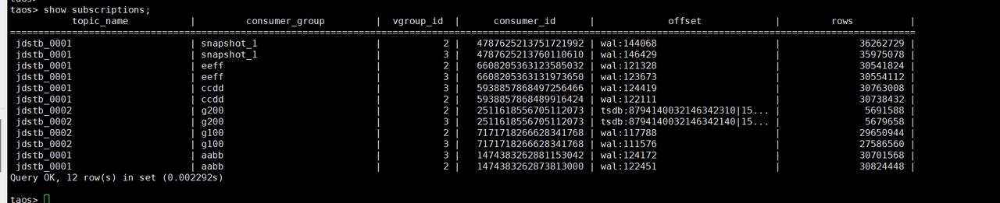 taos> show subscriptions;
topic_name | consumer_group | vgroup_id | consumer_id | offset | rows |
================================================================================
jdstb_0001 | snapshot_1 | 2 | 4787625213751721992 | wal:144068 | 36262729 |
jdstb_0001 | snapshot_1 | 3 | 4787625213760110610 | wal:146429 | 35975078 |
jdstb_0001 | eeff | 2 | 6608205363123585032 | wal:121328 | 30541824 |
jdstb_0001 | eeff | 3 | 6608205363131973650 | wal:123673 | 30554112 |
jdstb_0001 | ccdd | 3 | 5938857868497256466 | wal:124419 | 30763008 |
jdstb_0001 | ccdd | 2 | 5938857868489916424 | wal:122111 | 30738432 |
jdstb_0002 | g200 | 2 | 2511618556705112073 | tsdb:8794140032146342310|15... | 5691588 |
jdstb_0002 | g200 | 3 | 2511618556705112073 | tsdb:8794140032146342140|15... | 5679658 |
jdstb_0002 | g100 | 2 | 7171718266628341768 | wal:117788 | 29650944 |
jdstb_0002 | g100 | 3 | 7171718266628341768 | wal:111576 | 27586560 |
jdstb_0001 | aabb | 3 | 1474383262881153042 | wal:124172 | 30701568 |
jdstb_0001 | aabb | 2 | 1474383262873813000 | wal:122451 | 30824448 |
Query OK, 12 row(s) in set (0.002292s)
taos>